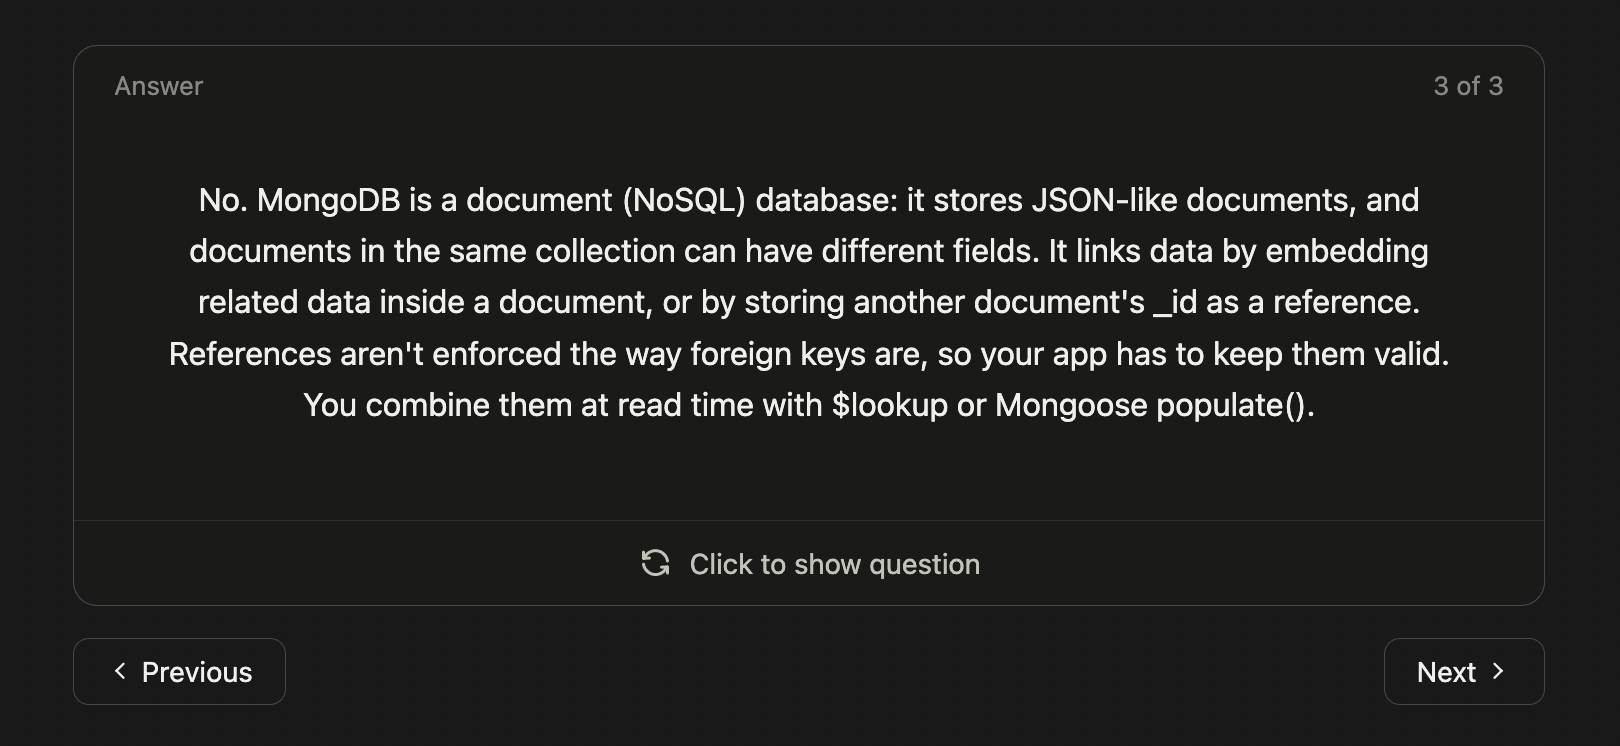 Answer
3 of 3
No. MongoDB is a document (NoSQL) database: it stores JSON-like documents, and
documents in the same collection can have different fields. It links data by embedding
related data inside a document, or by storing another document's _id as a reference.
References aren't enforced the way foreign keys are, so your app has to keep them valid.
You combine them at read time with $lookup or Mongoose populate().
Click to show question
Previous
Next